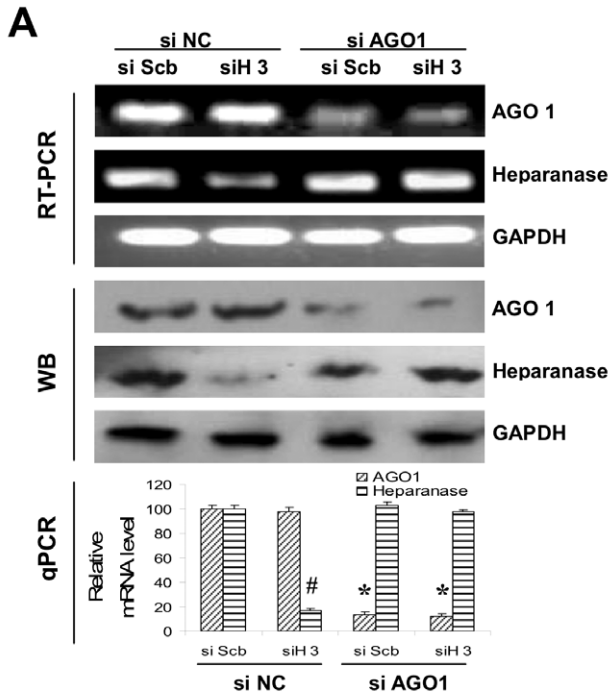 A
si NC si AGO1
si Scb siH 3 si Scb siH 3
RT-PCR
AGO 1
Heparanase
GAPDH
WB
AGO 1
Heparanase
GAPDH
qPCR
Relative
mRNA level
120
100
80
60
40
20
0
AGO1
Heparanase
#
* *
si Scb siH 3 si Scb siH 3
si NC si AGO1